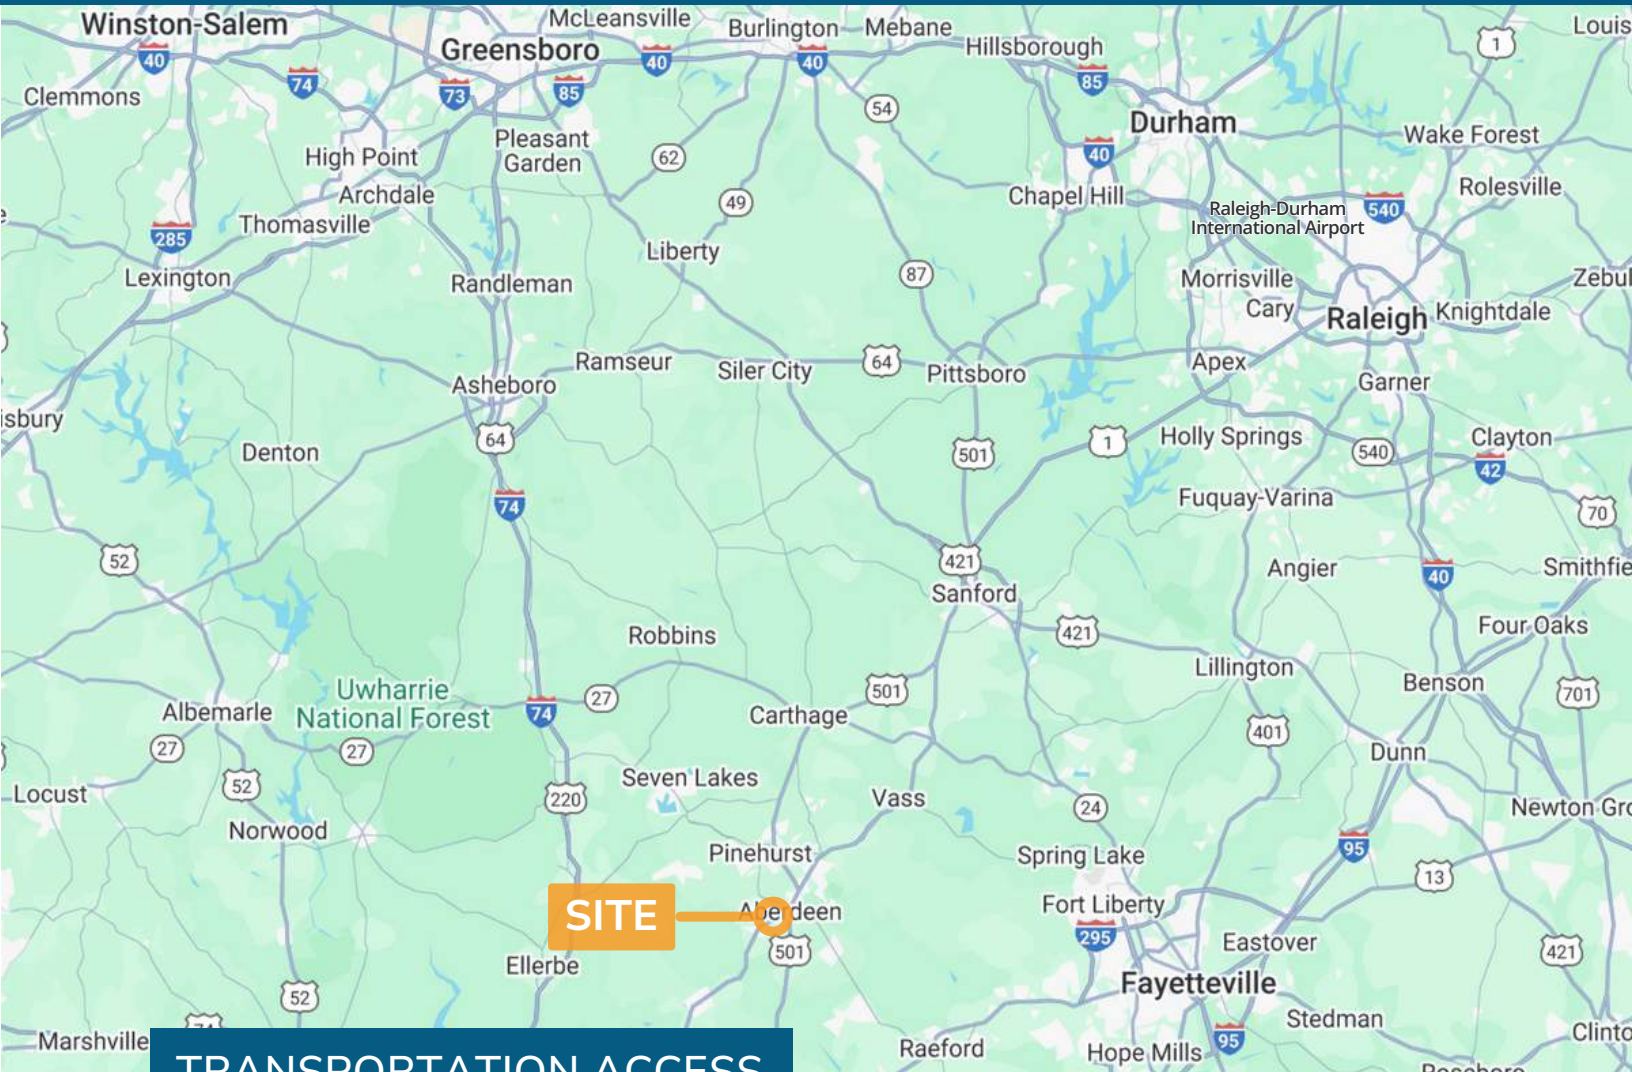 McLeansville
Winston-Salem
Burlington
Mebane
Louis
1
Greensboro
Hillsborough
40
40
40
74
85
73
85
Clemmons
54
Durham
Wake Forest
Pleasant
Garden
High Point
62
40
Archdale
Chapel Hill
Rolesville
49
Raleigh-Durham
International Airport
540
Thomasville
285
Liberty
Lexington
Randleman
87
Morrisville
Zebul
Cary
Raleigh
Knightdale
Ramseur
Siler City
64
Pittsboro
Apex
Asheboro
Garner
isbury
64
1
Holly Springs
Clayton
Denton
501
540
42
74
Fuquay-Varina
70
52
421
Angier
40
Smithfie
Sanford
Robbins
421
Four Oaks
Lillington
Uwharrie
National Forest
501
Benson
701
27
Albemarle
74
Carthage
27
27
401
Dunn
Seven Lakes
52
220
Vass
Locust
24
Newton Gro
Norwood
95
Pinehurst
Spring Lake
13
SITE
Aberdeen
Fort Liberty
295
Eastover
501
421
Ellerbe
Fayetteville
52
Stedman
74
Marshville
Raeford
Hope Mills
95
Clinto
TRANSPORTATION ACCESS
Roseboro